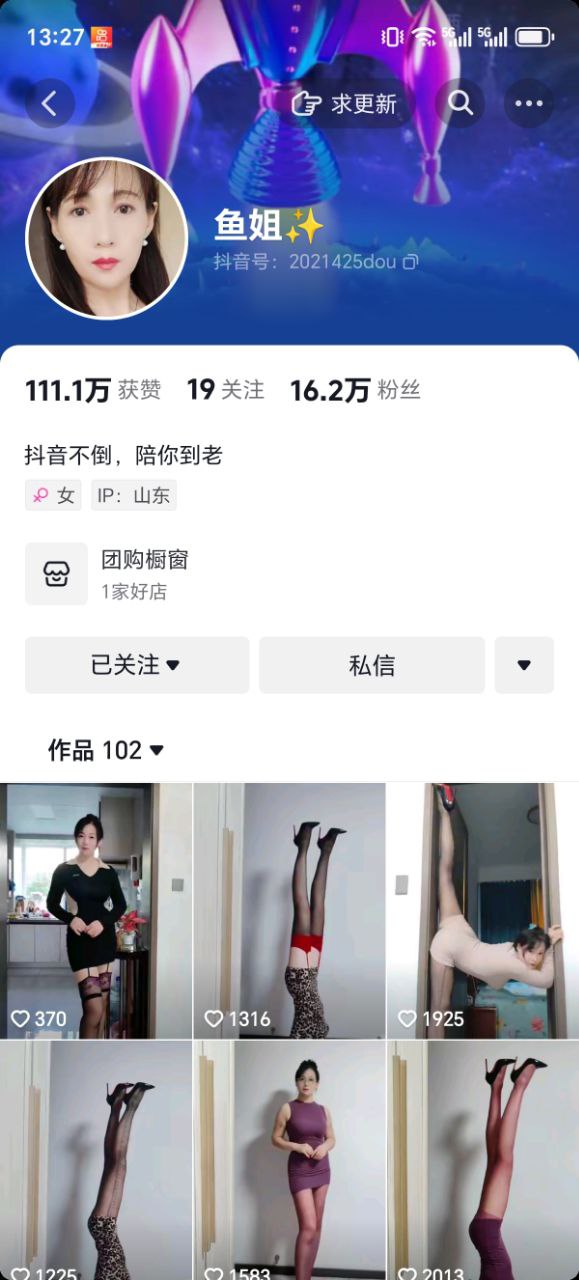 13:27
5G 5G
求更新
鱼姐✨
抖音号：2021425dou
111.1万 获赞 19 关注 16.2万 粉丝
抖音不倒，陪你到老
女 IP：山东
团购橱窗
1家好店
已关注 私信
作品 102
370 1316 1925
1225 1583 2013